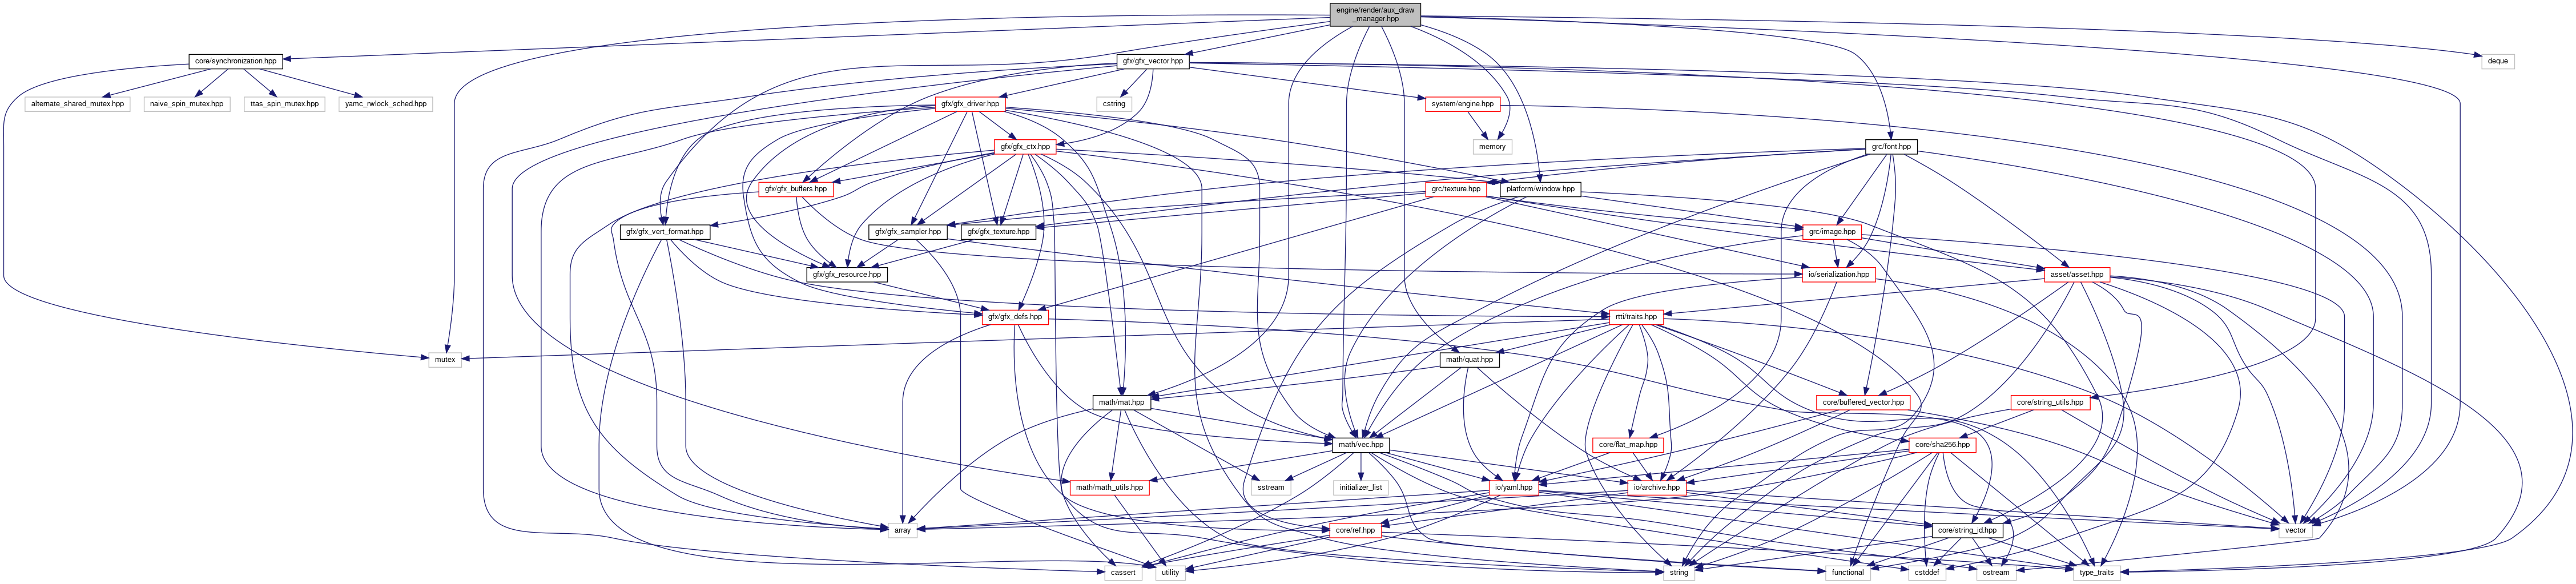 engine/render/aux_draw
_manager.hpp
core/synchronization.hpp
gfx/gfx_vector.hpp
deque
alternate_shared_mutex.hpp
naive_spin_mutex.hpp
ttas_spin_mutex.hpp
yamc_rwlock_sched.hpp
gfx/gfx_driver.hpp
cstring
system/engine.hpp
gfx/gfx_ctx.hpp
memory
grc/font.hpp
gfx/gfx_buffers.hpp
grc/texture.hpp
platform/window.hpp
gfx/gfx_vert_format.hpp
gfx/gfx_sampler.hpp
gfx/gfx_texture.hpp
grc/image.hpp
gfx/gfx_resource.hpp
io/serialization.hpp
asset/asset.hpp
gfx/gfx_defs.hpp
rtti/traits.hpp
mutex
math/quat.hpp
math/mat.hpp
core/buffered_vector.hpp
core/string_utils.hpp
math/vec.hpp
core/flat_map.hpp
core/sha256.hpp
math/math_utils.hpp
sstream
initializer_list
io/yaml.hpp
io/archive.hpp
array
core/ref.hpp
core/string_id.hpp
vector
cassert
utility
string
functional
cstddef
ostream
type_traits